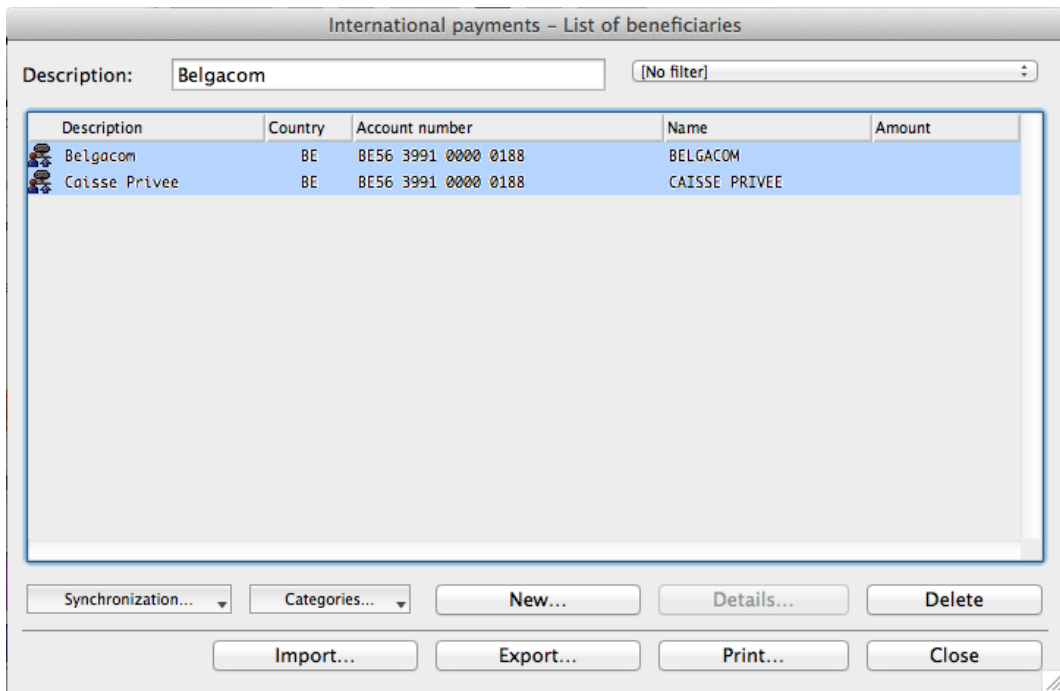 International payments – List of beneficiaries
Description: Belgacom [No filter]
Description Country Account number Name Amount
Belgacom BE BE56 3991 0000 0188 BELGACOM
Caisse Privee BE BE56 3991 0000 0188 CAISSE PRIVEE
Synchronization... Categories... New... Details... Delete
Import... Export... Print... Close